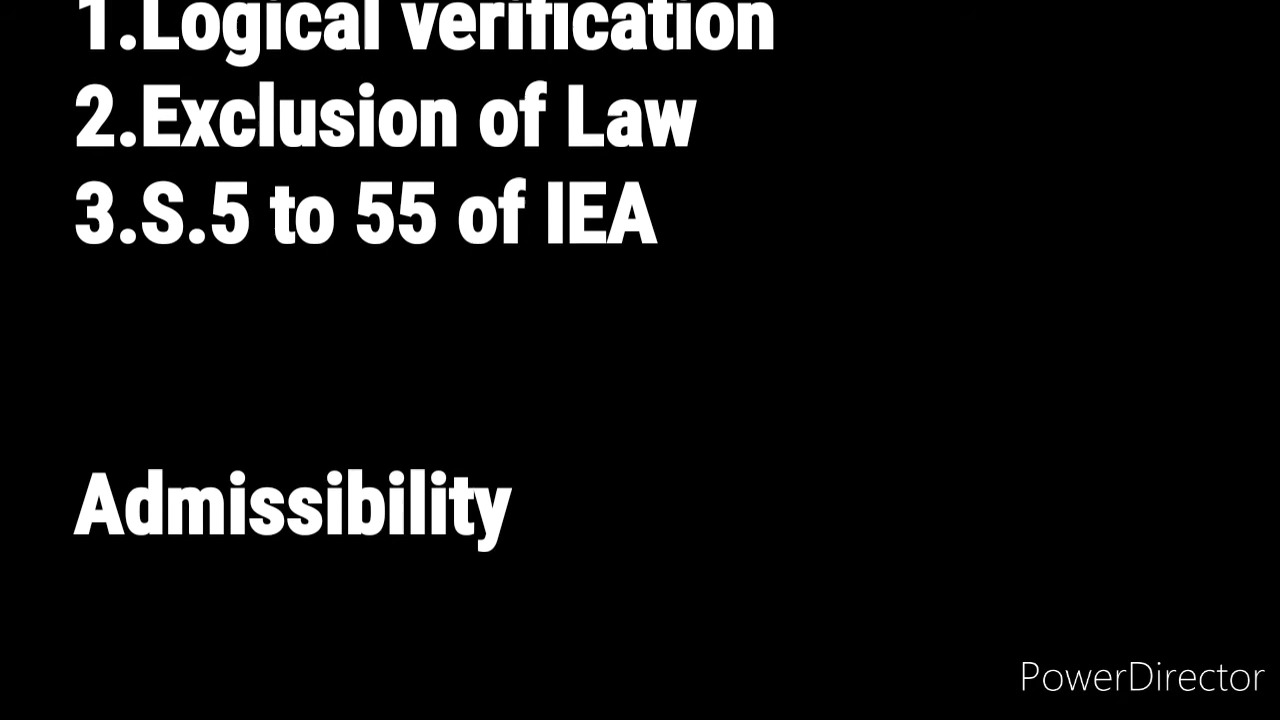 1.Logical verification
2.Exclusion of Law
3.S.5 to 55 of IEA
Admissibility
PowerDirector